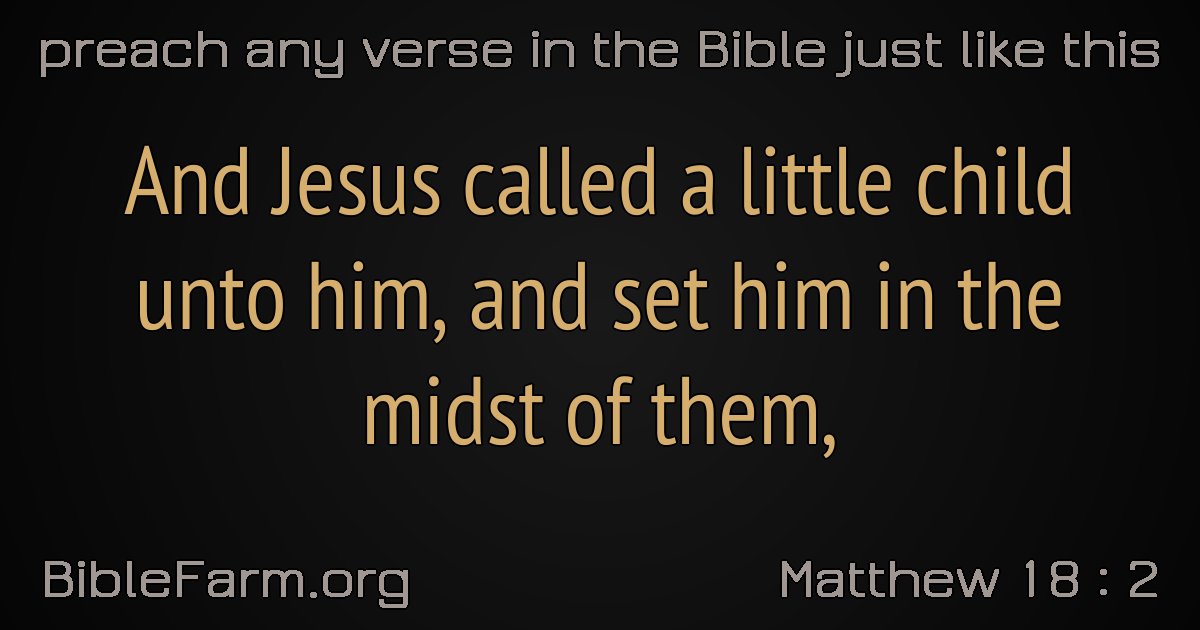 preach any verse in the Bible just like this
And Jesus called a little child
unto him, and set him in the
midst of them,
BibleFarm.org
Matthew 18 : 2